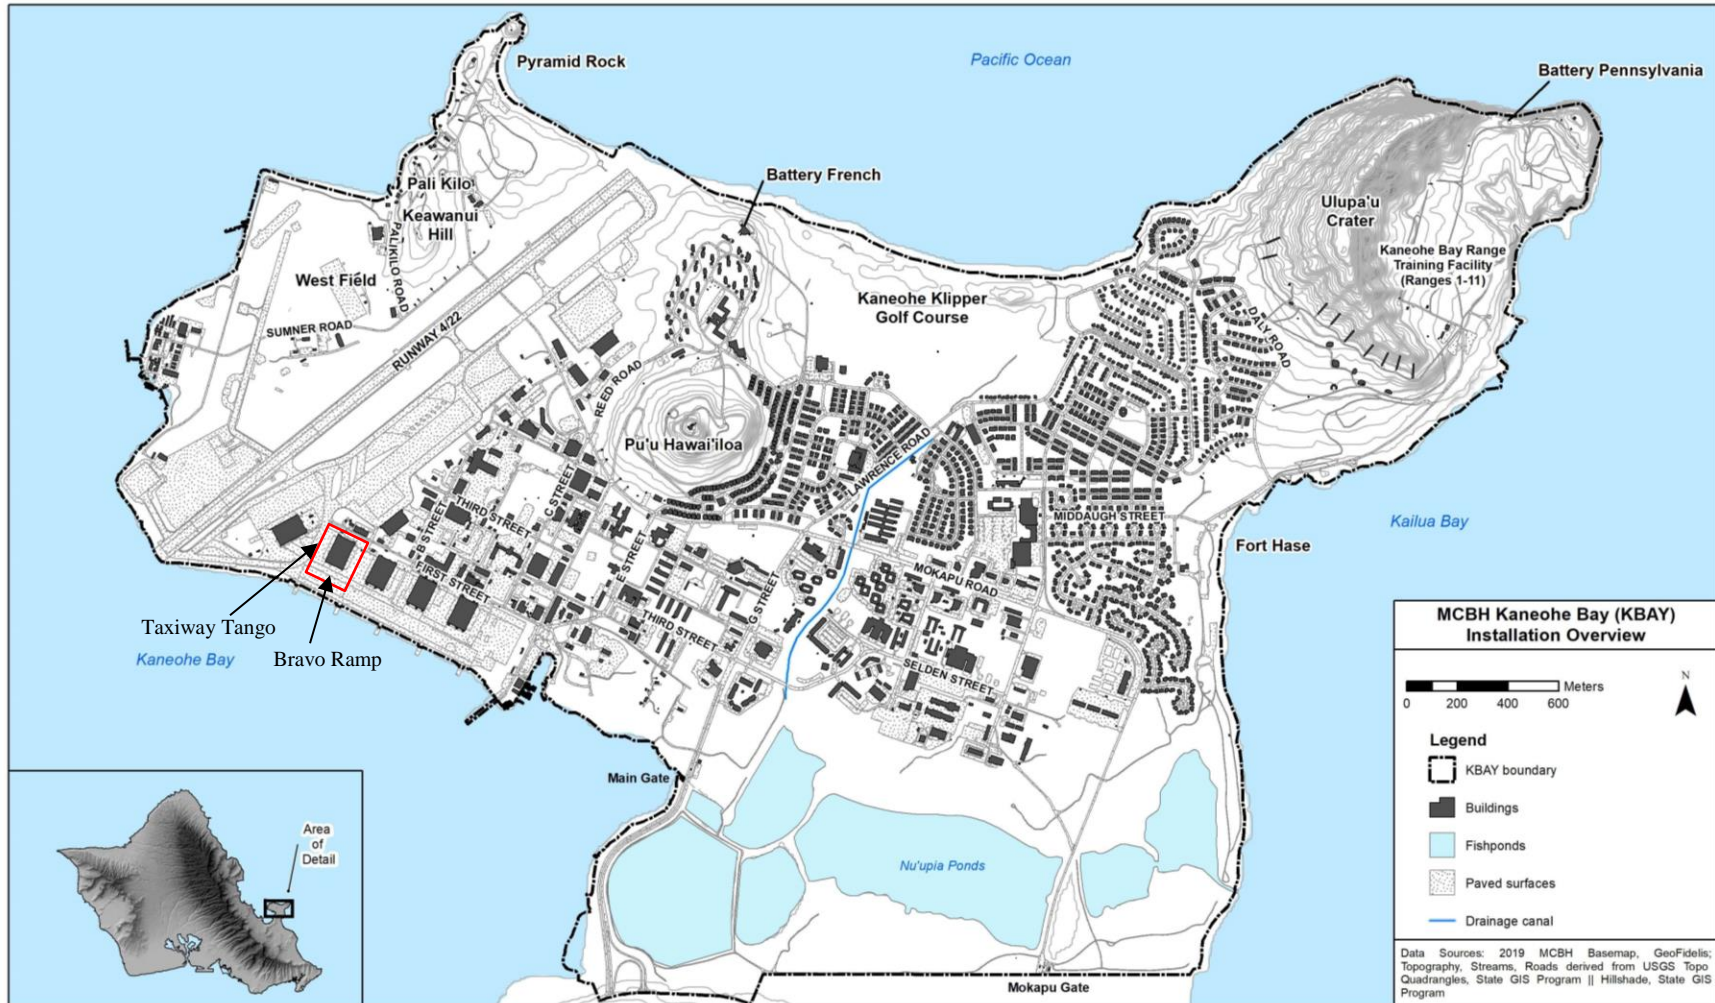 Pacific Ocean
Pyramid Rock
Battery Pennsylvania
Battery French
Pali Kilo
Keawanui
Hill
PALIKILO ROAD
West Field
SUMNER ROAD
RUNWAY 4/22
REED ROAD
Pu'u Hawai'iloa
Kaneohe Klipper
Golf Course
Ulupa'u
Crater
Kaneohe Bay Range
Training Facility
(Ranges 1-11)
DALY ROAD
LAWRENCE ROAD
MIDDAUGH STREET
Kailua Bay
Fort Hase
THIRD STREET
C STREET
B STREET
FIRST STREET
E STREET
THIRD STREET
G STREET
MOKAPU ROAD
SELDEN STREET
Taxiway Tango
Bravo Ramp
Kaneohe Bay
Main Gate
Nu'upia Ponds
Mokapu Gate
Area
of
Detail
MCBH Kaneohe Bay (KBAY)
Installation Overview
Meters
0 200 400 600
N
Legend
KBAY boundary
Buildings
Fishponds
Paved surfaces
Drainage canal
Data Sources: 2019 MCBH Basemap, GeoFidelis;
Topography, Streams, Roads derived from USGS Topo
Quadrangles, State GIS Program || Hillshade, State GIS
Program